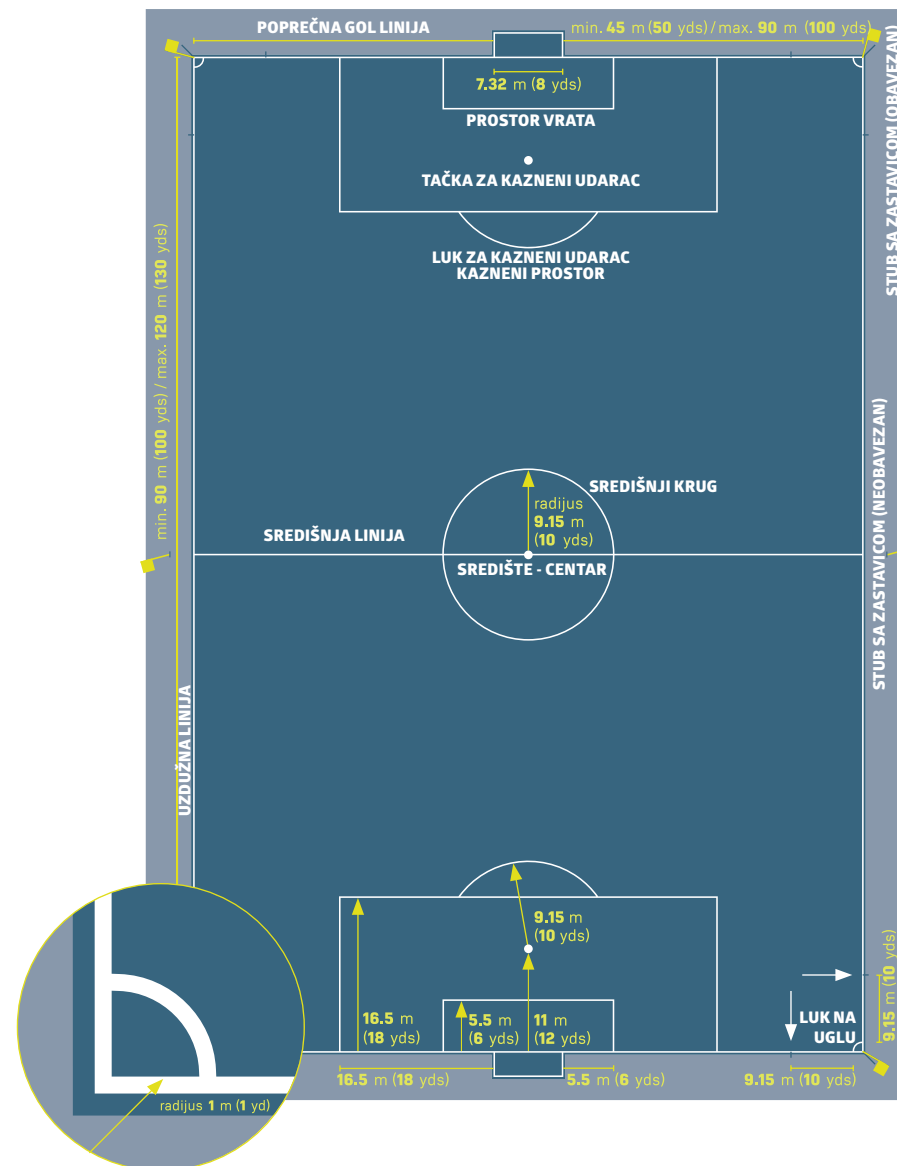 POPREČNA GOL LINIJA
min. 45 m (50 yds) / max. 90 m (100 yds)
7.32 m (8 yds)
PROSTOR VRATA
TAČKA ZA KAZNENI UDARAC
LUK ZA KAZNENI UDARAC
KAZNENI PROSTOR
STUB SA ZASTAVICOM (OBAVEZAN)
min. 90 m (100 yds) / max. 120 m (130 yds)
SREDIŠNJI KRUG
radijus
9.15 m
(10 yds)
SREDIŠNJA LINIJA
SREDIŠTE - CENTAR
STUB SA ZASTAVICOM (NEOBAVEZAN)
UZDUŽNA LINIJA
9.15 m
(10 yds)
16.5 m
(18 yds)
5.5 m
(6 yds)
11 m
(12 yds)
LUK NA
UGLU
9.15 m (10 yds)
16.5 m (18 yds)
5.5 m (6 yds)
9.15 m (10 yds)
radijus 1 m (1 yd)